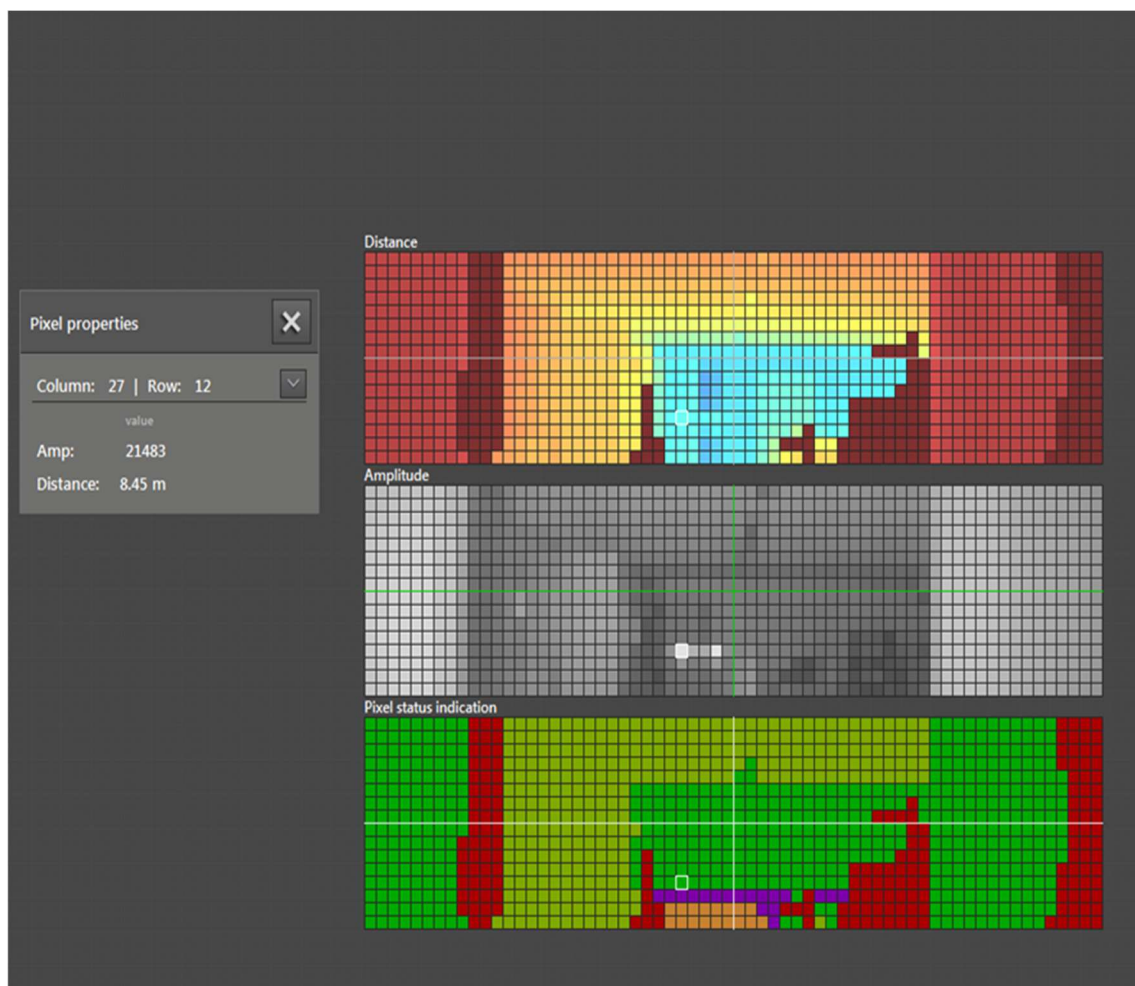 Distance
Pixel properties
Column: 27 | Row: 12
value
Amp: 21483
Distance: 8.45 m
Amplitude
Pixel status indication